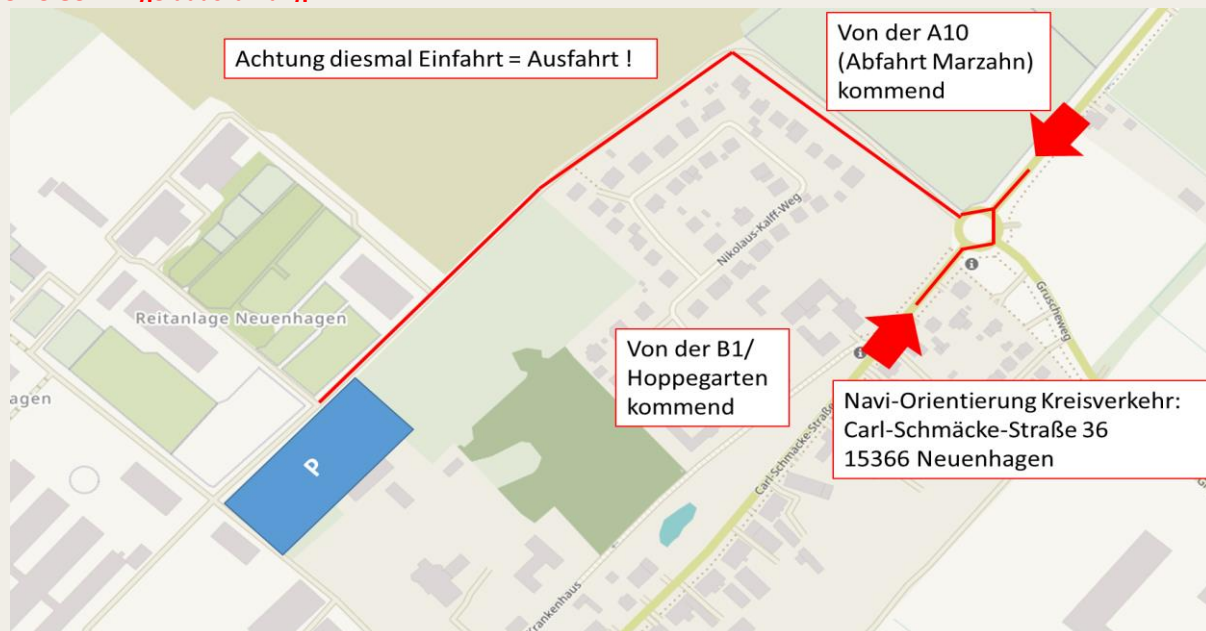 Achtung diesmal Einfahrt = Ausfahrt !
Von der A10
(Abfahrt Marzahn)
kommend
Nikolaus-Kalff-Weg
Gruscheweg
Reitanlage Neuenhagen
agen
Von der B1/
Hoppegarten
kommend
Navi-Orientierung Kreisverkehr:
Carl-Schmäcke-Straße 36
15366 Neuenhagen
Carl-Schmäcke-Straße
P
Krankenhaus